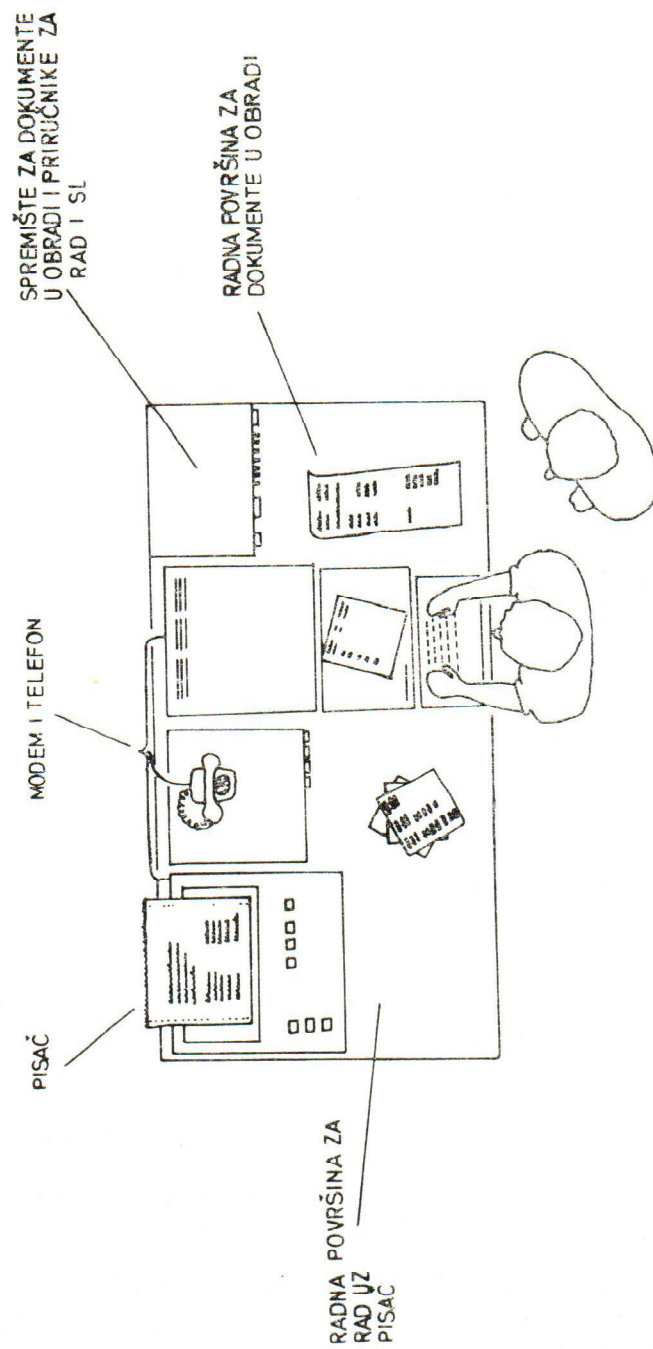 PISAČ
MODEM I TELEFON
SPREMIŠTE ZA DOKUMENTE
U OBRADI I PRIRUČNIKE ZA
RAD I SL
RADNA POVRŠINA ZA
DOKUMENTE U OBRADI
RADNA POVRŠINA ZA
RAD UZ
PISAČ